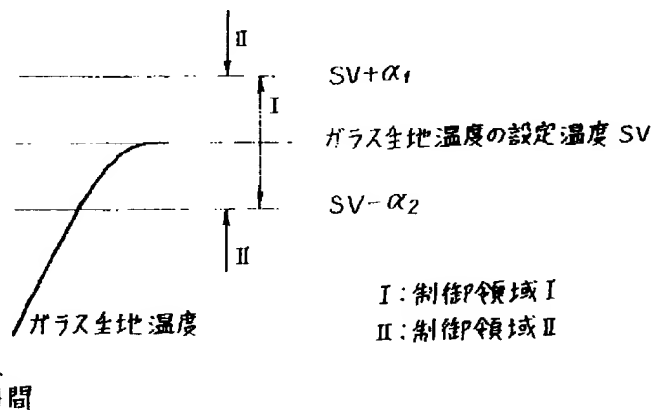 II
SV+α1
I
ガラス生地温度の設定温度 SV
SV-α2
II
I:制御領域 I
ガラス生地温度
II:制御領域 II
間